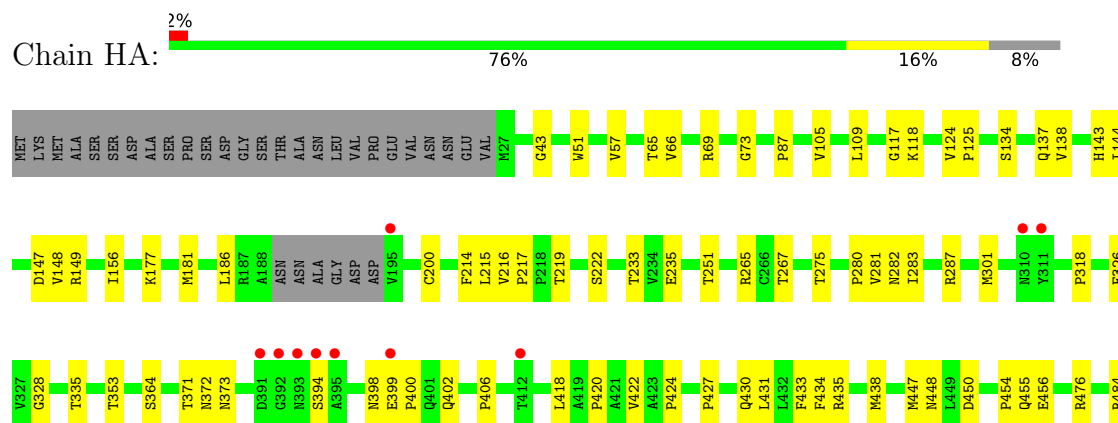 2%
Chain HA:
76% 16% 8%
MET LYS MET ALA SER SER ASP ALA SER PRO SER ASP GLY SER THR ALA ASN LEU VAL PRO GLU VAL ASN ASN GLU VAL M27 G43 W51 V57 T65 V66 R69 G73 P87 V105 L109 G117 K118 V124 P125 S134 Q137 V138 H143
D147 V148 R149 I156 K177 M181 L186 R187 A188 ASN ASN ALA GLY ASP ASP V195 C200 F214 L215 V216 P217 P218 T219 S222 T233 V234 E235 T251 R265 C266 T267 T275 P280 V281 N282 I283 R287 M301 N310 Y311 P318
V327 G328 T335 T353 S364 T371 N372 N373 D391 G392 N393 S394 A395 N398 E399 P400 Q401 Q402 P406 T412 L418 A419 P420 A421 V422 A423 P424 P427 Q430 L431 L432 F433 F434 R435 M438 M447 N448 L449 D450 P454 Q455 E456 R476